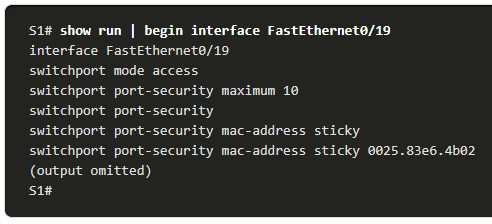 S1# show run | begin interface FastEthernet0/19
interface FastEthernet0/19
switchport mode access
switchport port-security maximum 10
switchport port-security
switchport port-security mac-address sticky
switchport port-security mac-address sticky 0025.83e6.4b02
(output omitted)
S1#